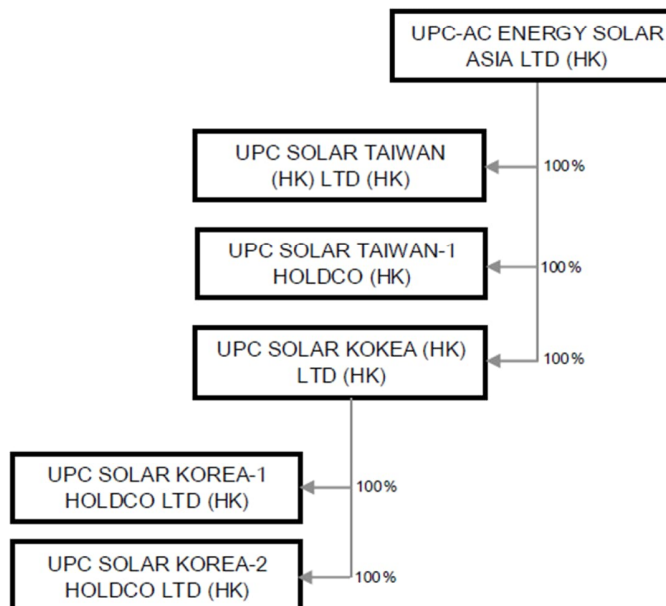 UPC-AC ENERGY SOLAR
ASIA LTD (HK)
UPC SOLAR TAIWAN
(HK) LTD (HK)
100%
UPC SOLAR TAIWAN-1
HOLDCO (HK)
100%
UPC SOLAR KOKEA (HK)
LTD (HK)
100%
UPC SOLAR KOREA-1
HOLDCO LTD (HK)
100%
UPC SOLAR KOREA-2
HOLDCO LTD (HK)
100%